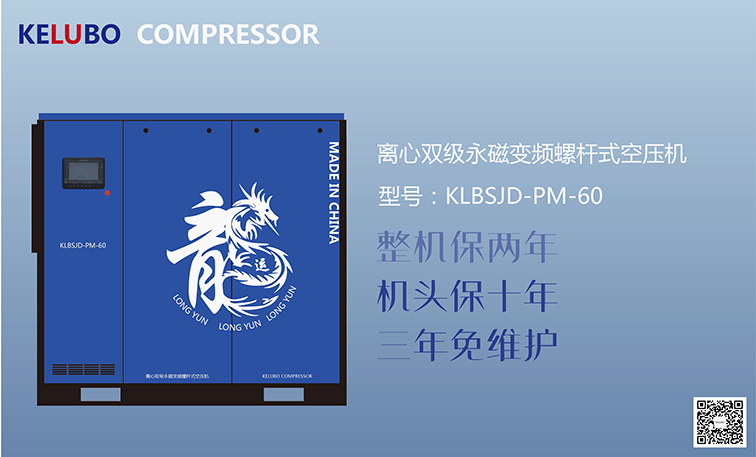 KELUBO COMPRESSOR
离心双级永磁变频螺杆式空压机
型号：KLBSJD-PM-60
整机保两年
机头保十年
三年免维护
MADE IN CHINA
KLBSJD-PM-60
龍
运
LONG YUN LONG YUN LONG YUN
离心双级永磁变频螺杆式空压机
KELUBO COMPRESSOR